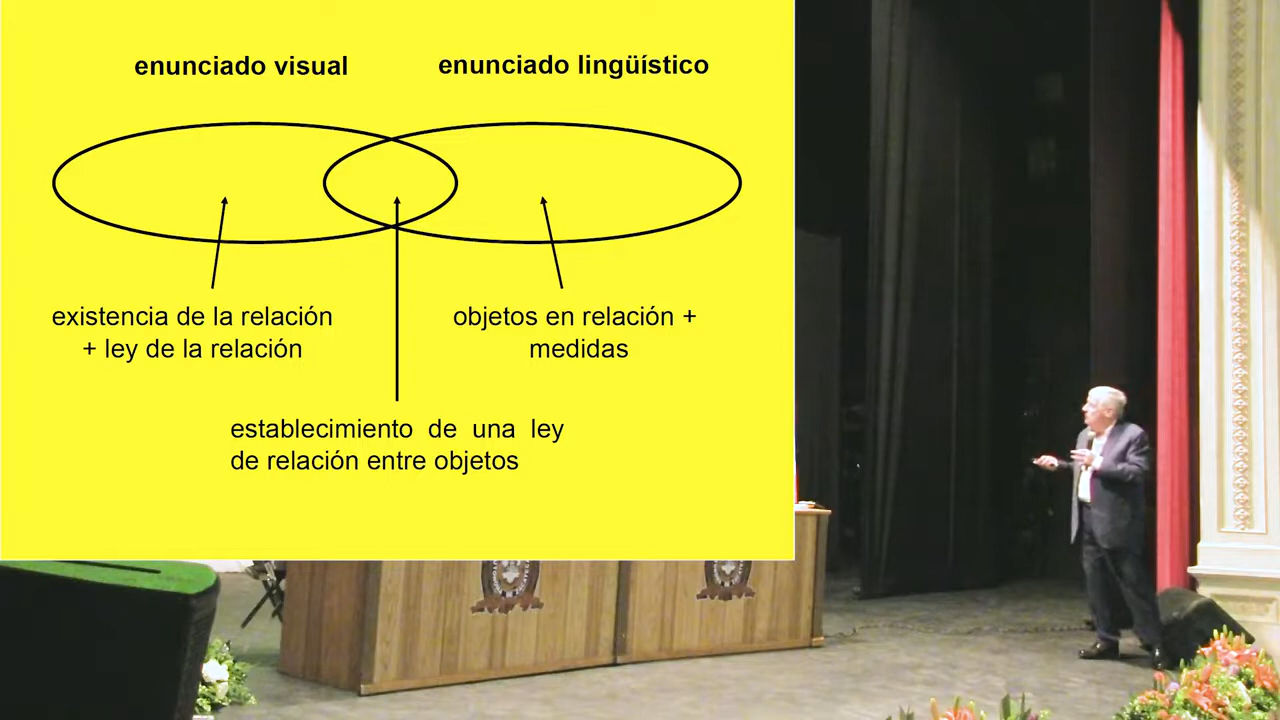 enunciado visual
enunciado lingüístico
existencia de la relación
+ ley de la relación
objetos en relación +
medidas
establecimiento de una ley
de relación entre objetos